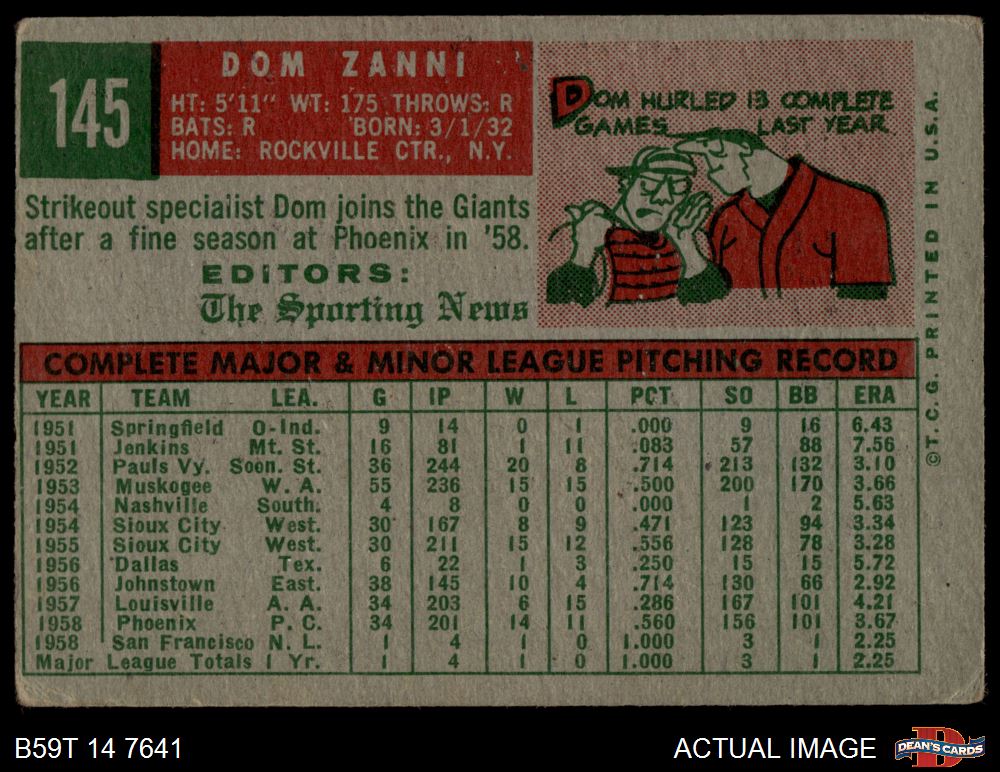 145
DOM ZANNI
HT: 5'11" WT: 175 THROWS: R
BATS: R BORN: 3/1/32
HOME: ROCKVILLE CTR., N.Y.
DOM HURLED 13 COMPLETE
GAMES LAST YEAR
Strikeout specialist Dom joins the Giants
after a fine season at Phoenix in '58.
EDITORS:
The Sporting News
COMPLETE MAJOR & MINOR LEAGUE PITCHING RECORD
YEAR TEAM LEA. G IP W L PCT SO BB ERA
1951 Springfield O-Ind. 9 14 0 1 .000 9 16 6.43
1951 Jenkins Mt. St. 16 81 1 11 .083 57 88 7.56
1952 Pauls Vy. Soon. St. 36 244 20 8 .714 213 132 3.10
1953 Muskogee W. A. 55 236 15 15 .500 200 170 3.66
1954 Nashville South. 4 8 0 0 .000 1 2 5.63
1954 Sioux City West. 30 167 8 9 .471 123 94 3.34
1955 Sioux City West. 30 211 15 12 .556 128 78 3.28
1956 Dallas Tex. 6 22 1 3 .250 15 15 5.72
1956 Johnstown East. 38 145 10 4 .714 130 66 2.92
1957 Louisville A. A. 34 203 6 15 .286 167 101 4.21
1958 Phoenix P. C. 34 201 14 11 .560 156 101 3.67
1958 San Francisco N. L. 1 4 1 0 1.000 3 1 2.25
Major League Totals 1 Yr. 1 4 1 0 1.000 3 1 2.25
© T. C. G. PRINTED IN U.S.A.
B59T 14 7641
ACTUAL IMAGE
D
DEAN'S CARDS